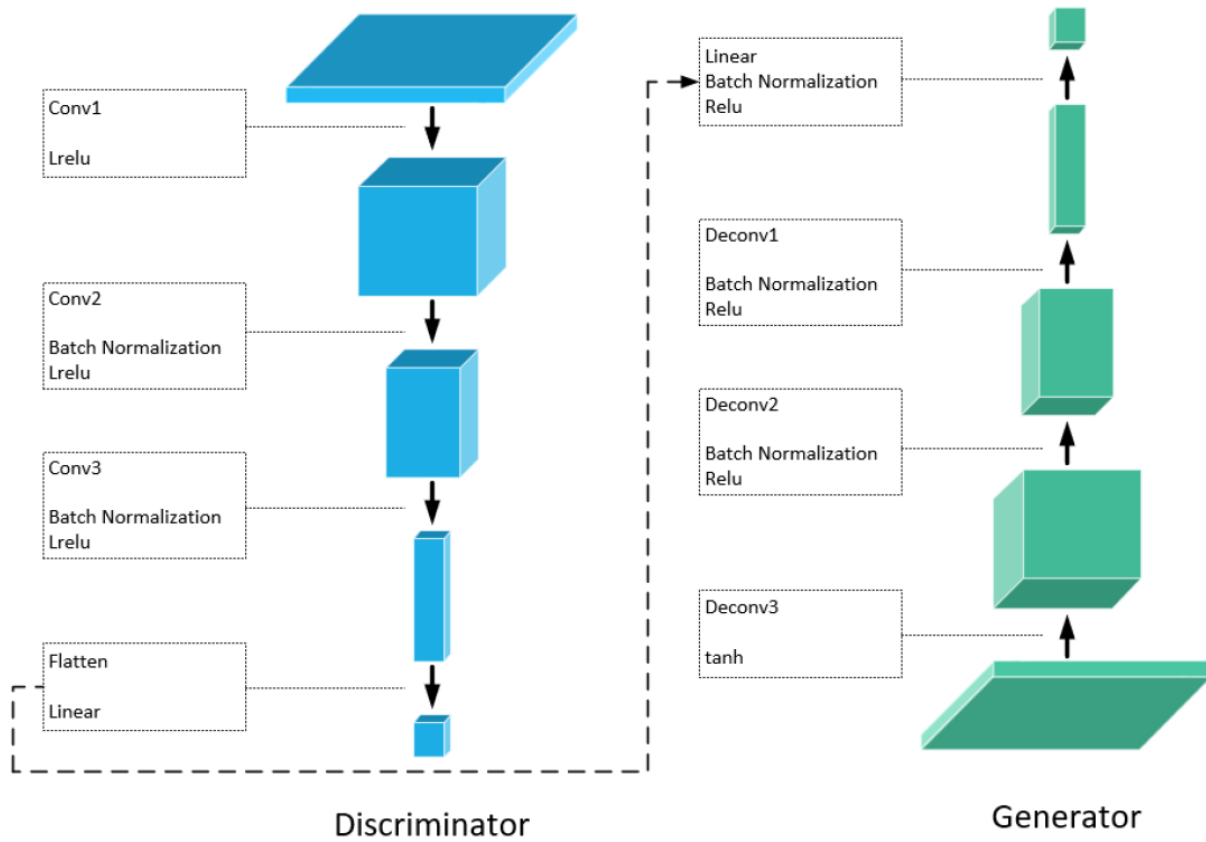 Conv1
Lrelu
Conv2
Batch Normalization
Lrelu
Conv3
Batch Normalization
Lrelu
Flatten
Linear
Discriminator
Linear
Batch Normalization
Relu
Deconv1
Batch Normalization
Relu
Deconv2
Batch Normalization
Relu
Deconv3
tanh
Generator